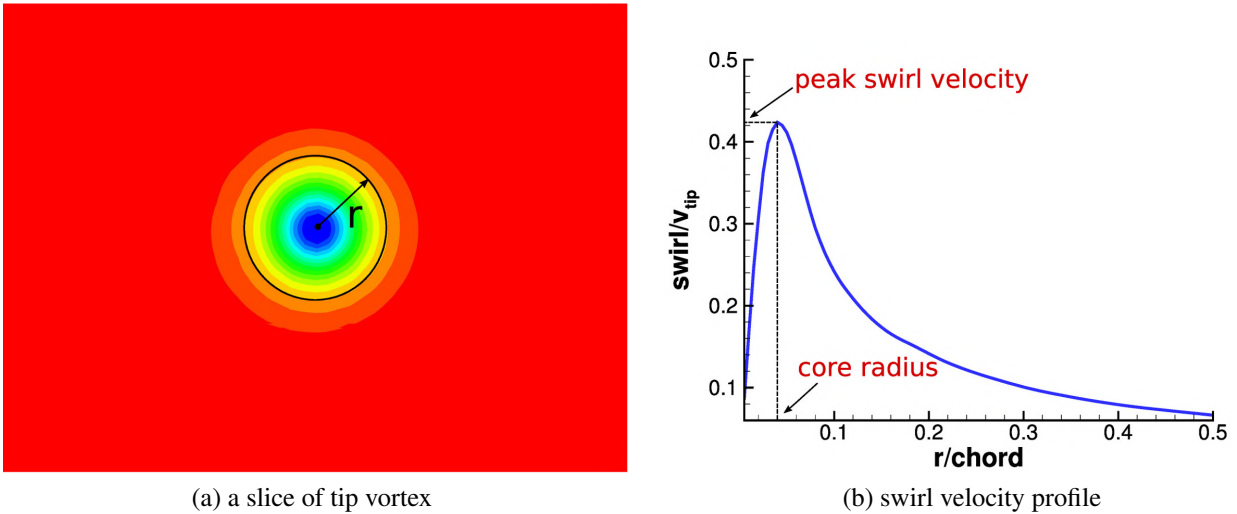 r
(a) a slice of tip vortex
0.5
0.4
0.3
0.2
0.1
swirl/v_tip
peak swirl velocity
core radius
0.1 0.2 0.3 0.4 0.5
r/chord
(b) swirl velocity profile